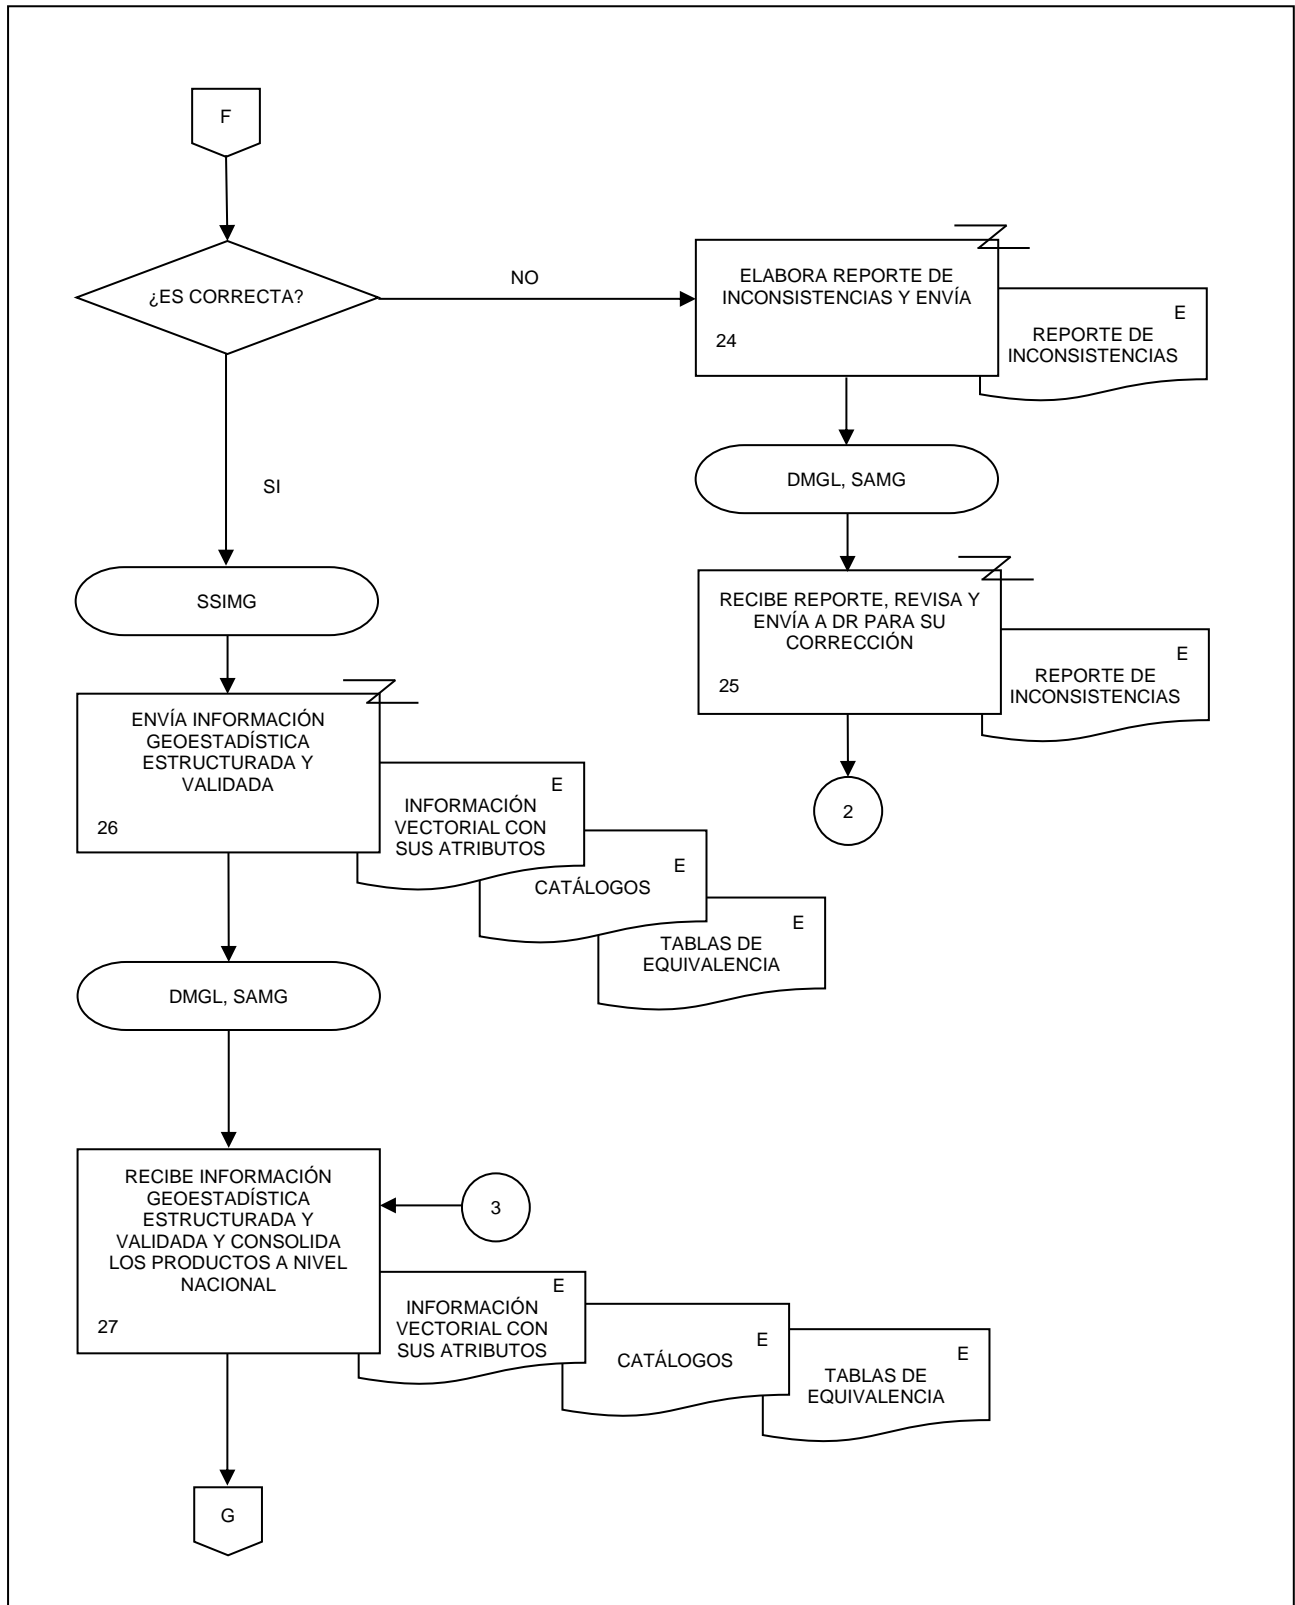 F
¿ES CORRECTA?
NO
ELABORA REPORTE DE
INCONSISTENCIAS Y ENVÍA
24
E
REPORTE DE
INCONSISTENCIAS
DMGL, SAMG
RECIBE REPORTE, REVISA Y
ENVÍA A DR PARA SU
CORRECCIÓN
25
E
REPORTE DE
INCONSISTENCIAS
2
SI
SSIMG
ENVÍA INFORMACIÓN
GEOESTADÍSTICA
ESTRUCTURADA Y
VALIDADA
26
E
INFORMACIÓN
VECTORIAL CON
SUS ATRIBUTOS
E
CATÁLOGOS
E
TABLAS DE
EQUIVALENCIA
DMGL, SAMG
RECIBE INFORMACIÓN
GEOESTADÍSTICA
ESTRUCTURADA Y
VALIDADA Y CONSOLIDA
LOS PRODUCTOS A NIVEL
NACIONAL
27
3
E
INFORMACIÓN
VECTORIAL CON
SUS ATRIBUTOS
E
CATÁLOGOS
E
TABLAS DE
EQUIVALENCIA
G